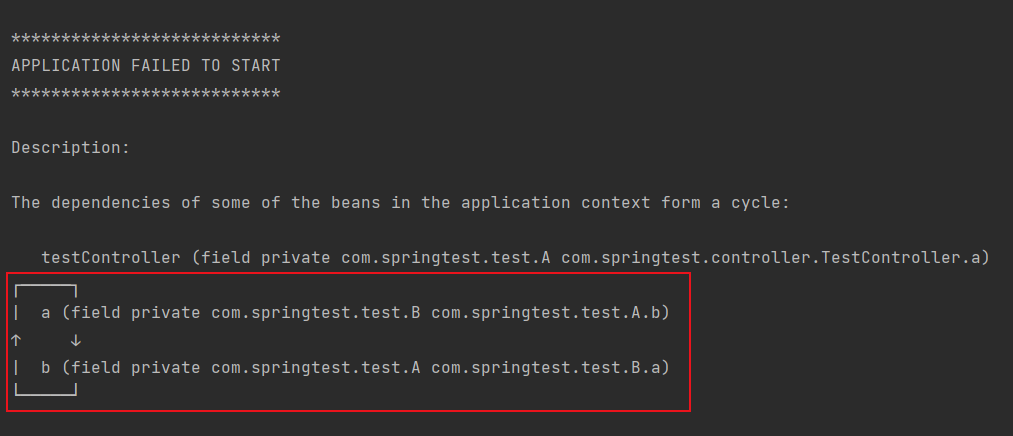 ***************************
APPLICATION FAILED TO START
***************************
Description:
The dependencies of some of the beans in the application context form a cycle:
testController (field private com.springtest.test.A com.springtest.controller.TestController.a)
┌─────┐
|  a (field private com.springtest.test.B com.springtest.test.A.b)
↑     ↓
|  b (field private com.springtest.test.A com.springtest.test.B.a)
└─────┘